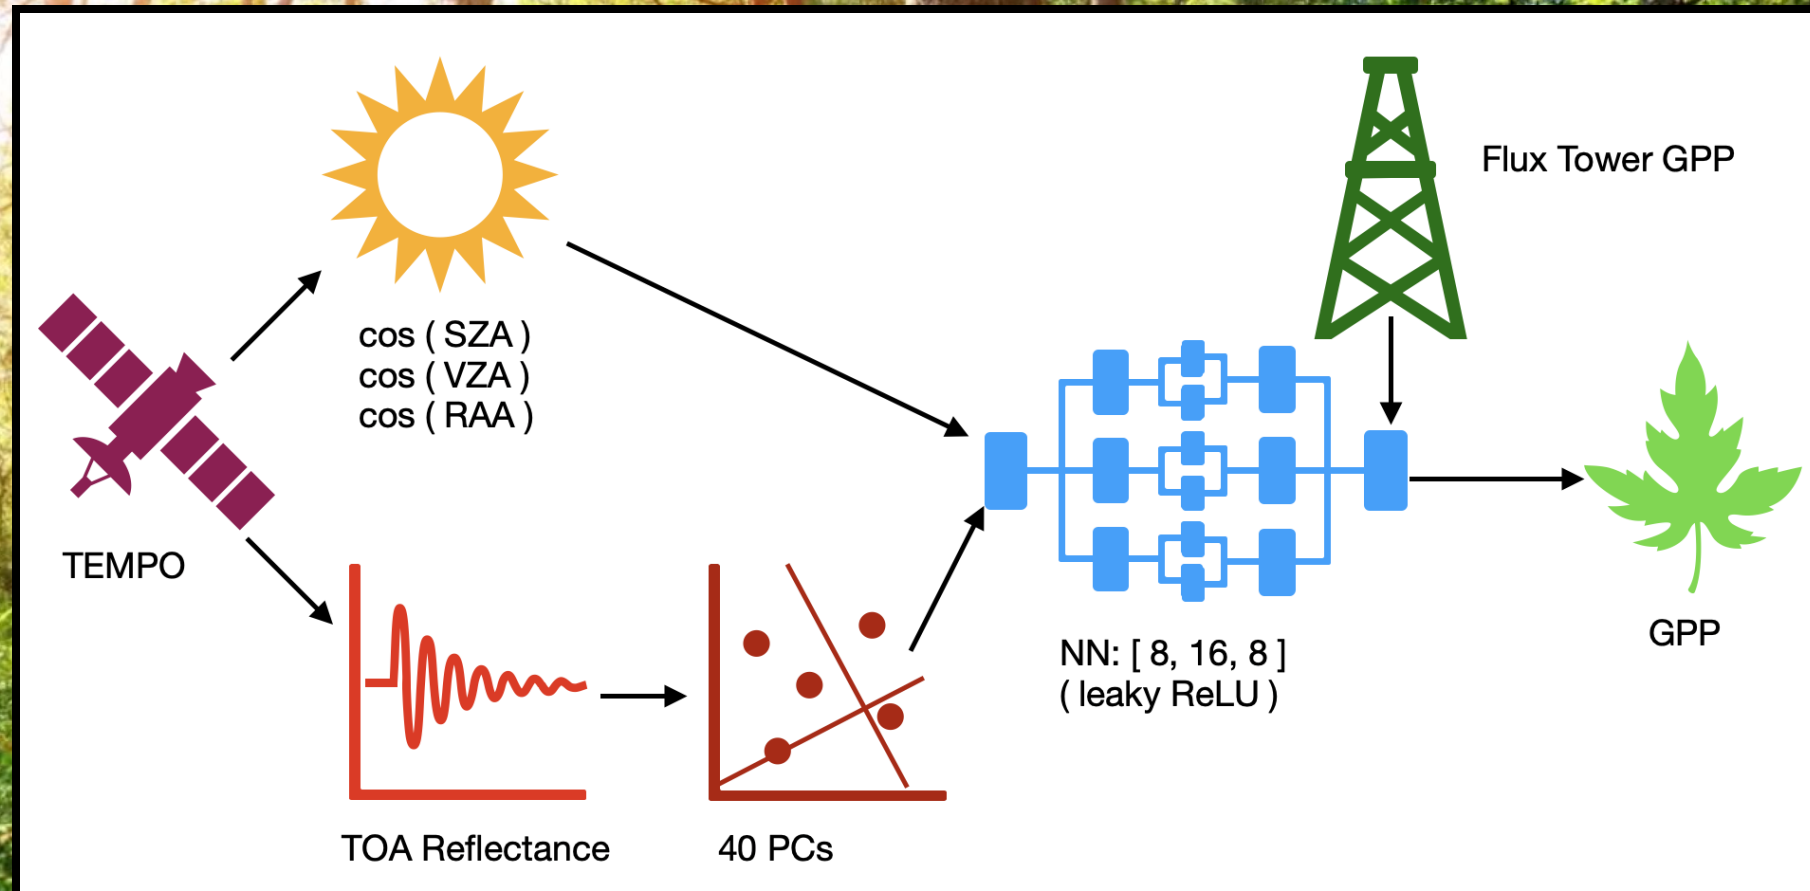 Flux Tower GPP
cos ( SZA )
cos ( VZA )
cos ( RAA )
TEMPO
NN: [ 8, 16, 8 ]
( leaky ReLU )
GPP
TOA Reflectance
40 PCs